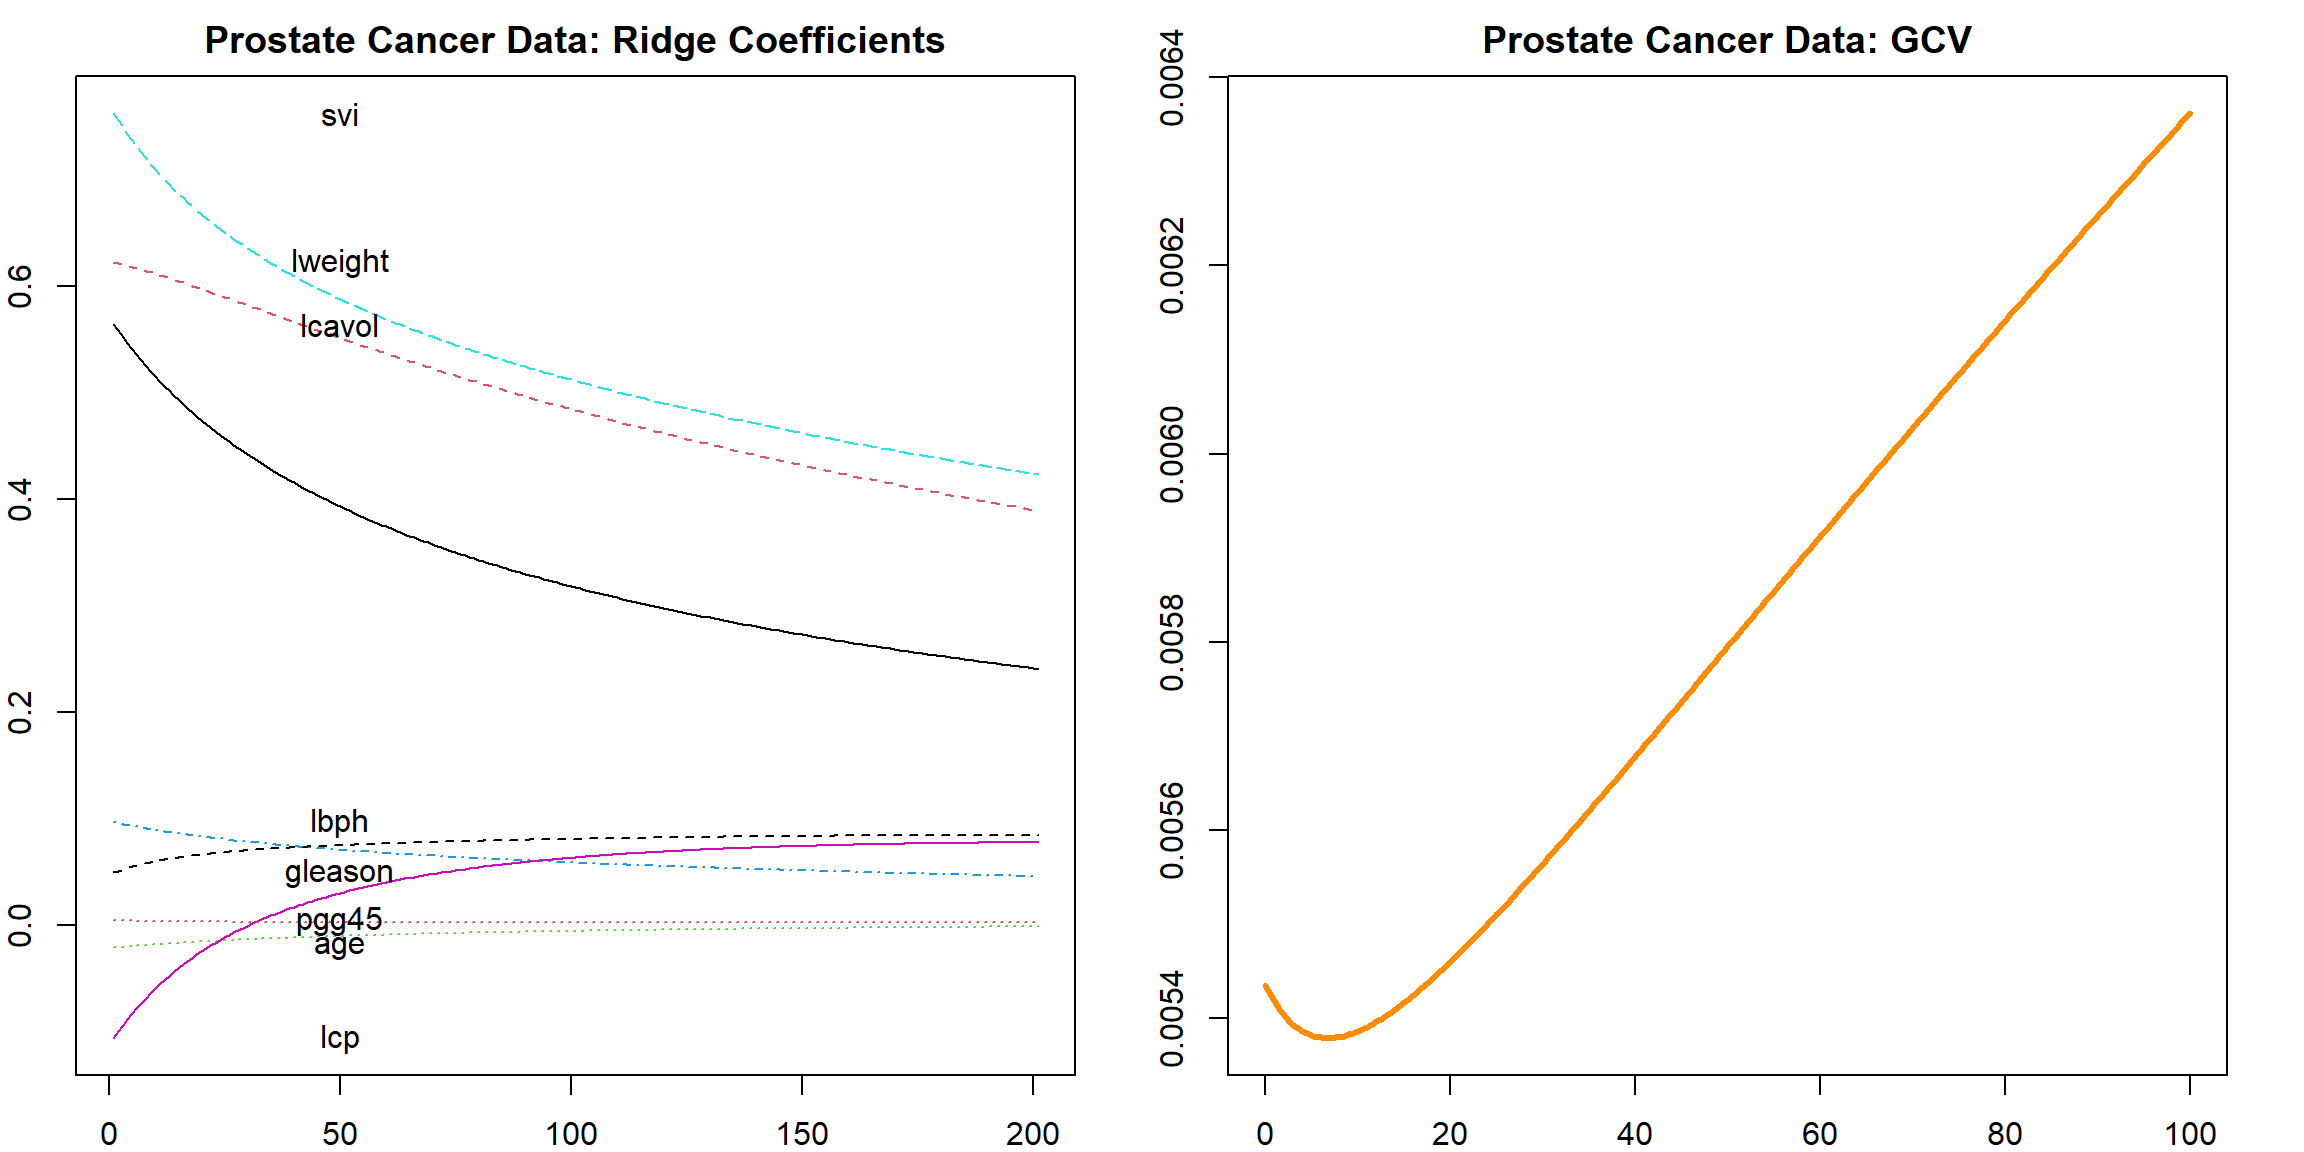 Prostate Cancer Data: Ridge Coefficients
svi
lweight
lcavol
lbph
gleason
pgg45
age
lcp
0.6
0.4
0.2
0.0
0 50 100 150 200
Prostate Cancer Data: GCV
0.0064
0.0062
0.0060
0.0058
0.0056
0.0054
0 20 40 60 80 100